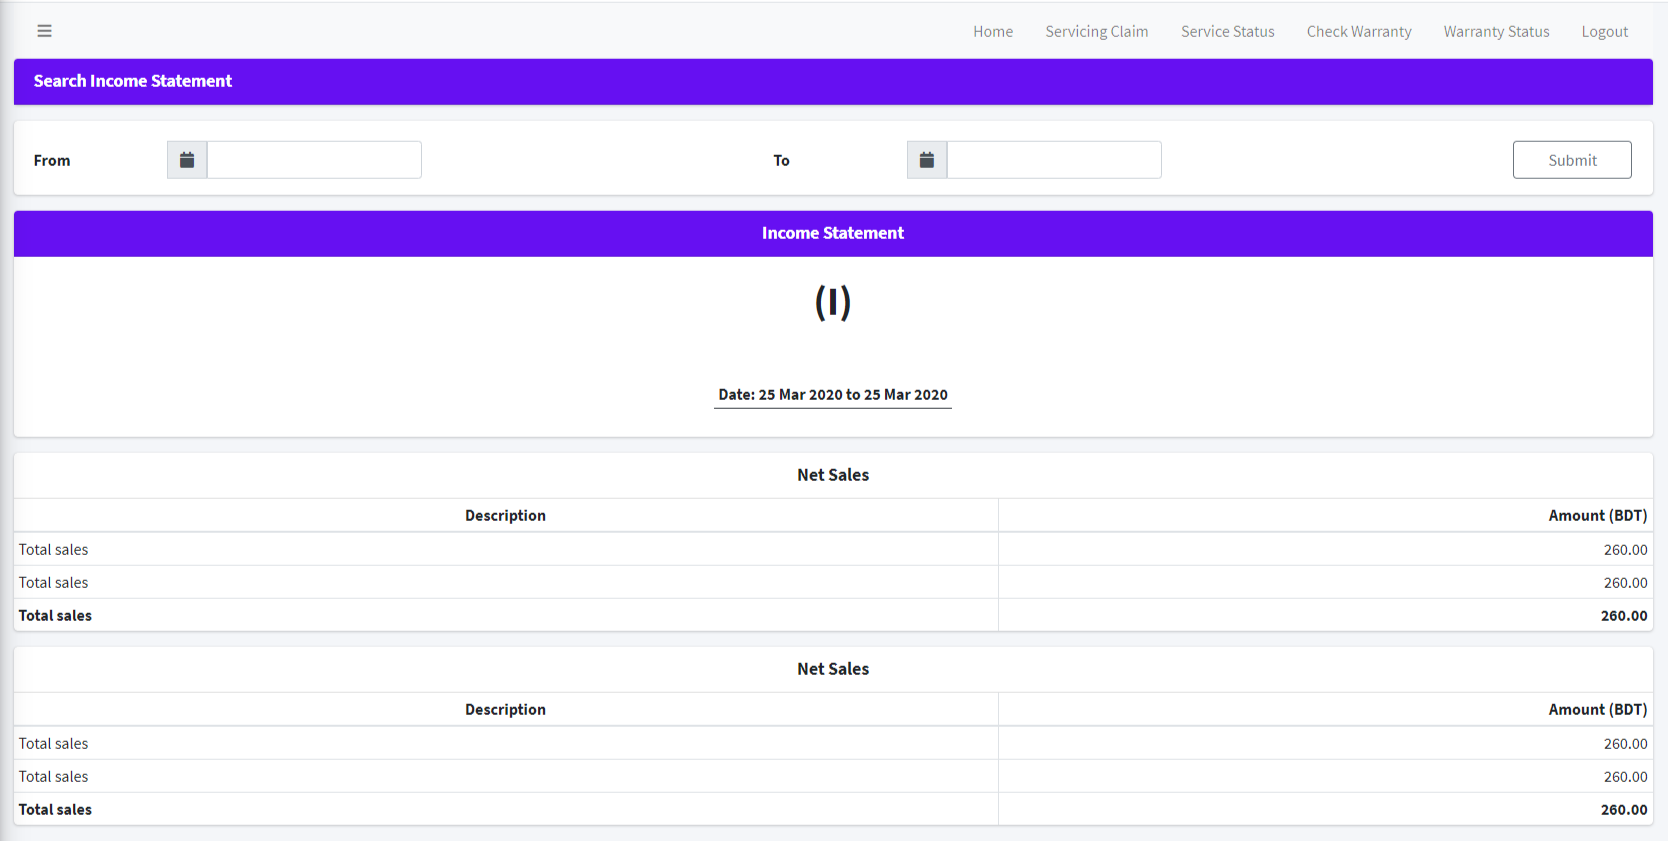 Home Servicing Claim Service Status Check Warranty Warranty Status Logout
Search Income Statement
From To Submit
Income Statement
(I)
Date: 25 Mar 2020 to 25 Mar 2020
Net Sales
Description Amount (BDT)
Total sales 260.00
Total sales 260.00
Total sales 260.00
Net Sales
Description Amount (BDT)
Total sales 260.00
Total sales 260.00
Total sales 260.00